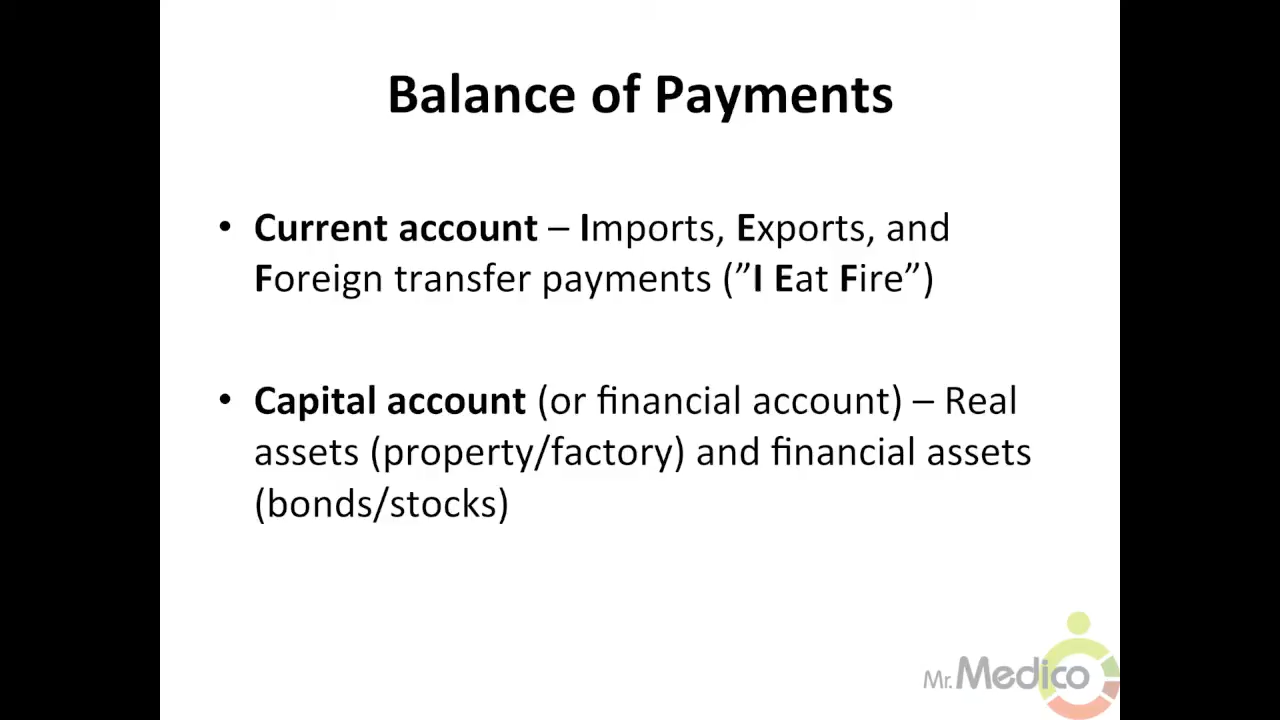 Balance of Payments
• Current account – Imports, Exports, and
Foreign transfer payments (”I Eat Fire”)
• Capital account (or financial account) – Real
assets (property/factory) and financial assets
(bonds/stocks)
Mr. Medico